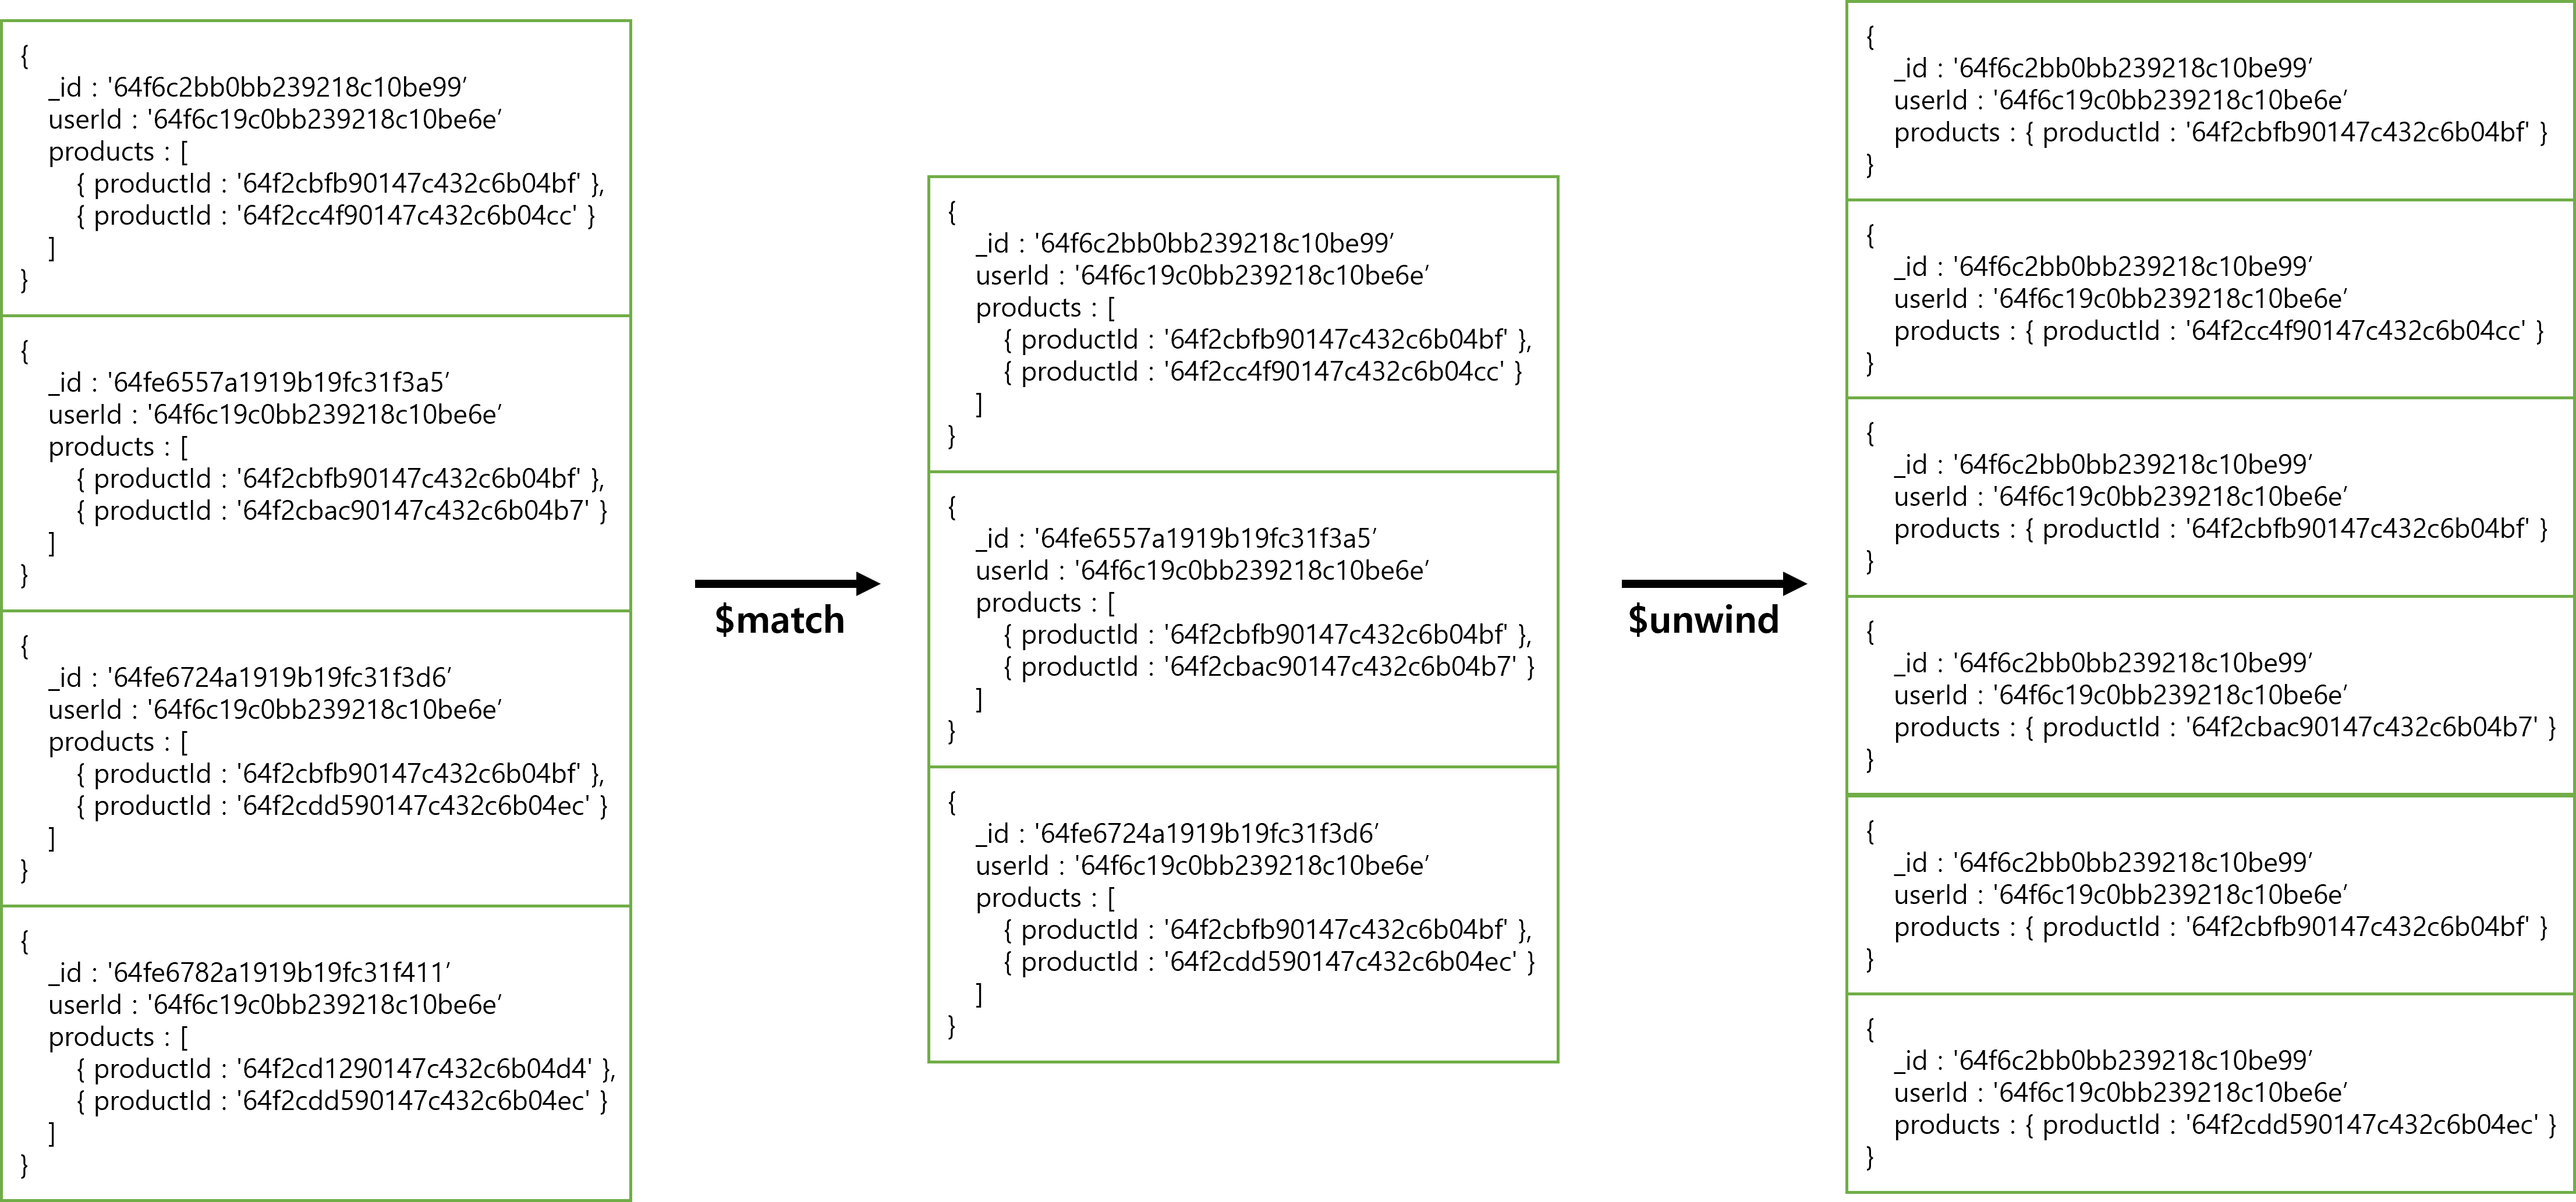 {
_id : '64f6c2bb0bb239218c10be99’
userId : '64f6c19c0bb239218c10be6e’
products : [
{ productId : '64f2cbfb90147c432c6b04bf' },
{ productId : '64f2cc4f90147c432c6b04cc' }
]
}
{
_id : '64fe6557a1919b19fc31f3a5’
userId : '64f6c19c0bb239218c10be6e’
products : [
{ productId : '64f2cbfb90147c432c6b04bf' },
{ productId : '64f2cbac90147c432c6b04b7' }
]
}
{
_id : '64fe6724a1919b19fc31f3d6’
userId : '64f6c19c0bb239218c10be6e’
products : [
{ productId : '64f2cbfb90147c432c6b04bf' },
{ productId : '64f2cdd590147c432c6b04ec' }
]
}
{
_id : '64fe6782a1919b19fc31f411’
userId : '64f6c19c0bb239218c10be6e’
products : [
{ productId : '64f2cd1290147c432c6b04d4' },
{ productId : '64f2cdd590147c432c6b04ec' }
]
}
$match
{
_id : '64f6c2bb0bb239218c10be99’
userId : '64f6c19c0bb239218c10be6e’
products : [
{ productId : '64f2cbfb90147c432c6b04bf' },
{ productId : '64f2cc4f90147c432c6b04cc' }
]
}
{
_id : '64fe6557a1919b19fc31f3a5’
userId : '64f6c19c0bb239218c10be6e’
products : [
{ productId : '64f2cbfb90147c432c6b04bf' },
{ productId : '64f2cbac90147c432c6b04b7' }
]
}
{
_id : '64fe6724a1919b19fc31f3d6’
userId : '64f6c19c0bb239218c10be6e’
products : [
{ productId : '64f2cbfb90147c432c6b04bf' },
{ productId : '64f2cdd590147c432c6b04ec' }
]
}
$unwind
{
_id : '64f6c2bb0bb239218c10be99’
userId : '64f6c19c0bb239218c10be6e’
products : { productId : '64f2cbfb90147c432c6b04bf' }
}
{
_id : '64f6c2bb0bb239218c10be99’
userId : '64f6c19c0bb239218c10be6e’
products : { productId : '64f2cc4f90147c432c6b04cc' }
}
{
_id : '64f6c2bb0bb239218c10be99’
userId : '64f6c19c0bb239218c10be6e’
products : { productId : '64f2cbfb90147c432c6b04bf' }
}
{
_id : '64f6c2bb0bb239218c10be99’
userId : '64f6c19c0bb239218c10be6e’
products : { productId : '64f2cbac90147c432c6b04b7' }
}
{
_id : '64f6c2bb0bb239218c10be99’
userId : '64f6c19c0bb239218c10be6e’
products : { productId : '64f2cbfb90147c432c6b04bf' }
}
{
_id : '64f6c2bb0bb239218c10be99’
userId : '64f6c19c0bb239218c10be6e’
products : { productId : '64f2cdd590147c432c6b04ec' }
}